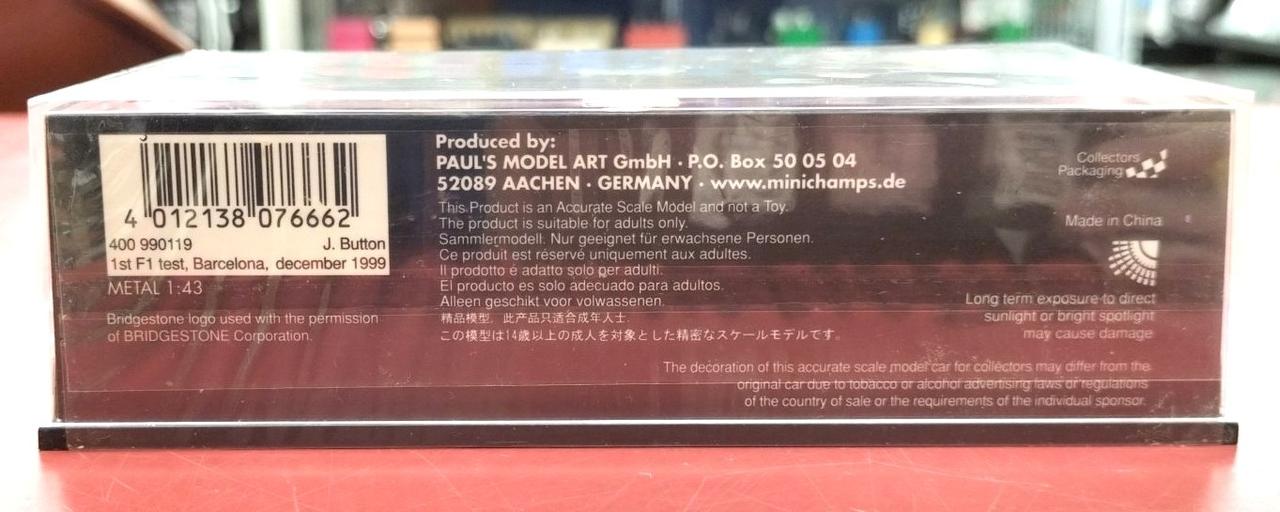 4 012138 076662
400 990119 J. Button
1st F1 test, Barcelona, december 1999
METAL 1:43
Bridgestone logo used with the permission
of BRIDGESTONE Corporation.
Produced by:
PAUL'S MODEL ART GmbH · P.O. Box 50 05 04
52089 AACHEN · GERMANY · www.minichamps.de
This Product is an Accurate Scale Model and not a Toy.
The product is suitable for adults only.
Sammlermodell. Nur geeignet für erwachsene Personen.
Ce produit est réservé uniquement aux adultes.
Il prodotto é adatto solo per adulti.
El producto es solo adecuado para adultos.
Alleen geschikt voor volwassenen.
精品模型, 此产品只适合成年人士.
この模型は14歳以上の成人を対象とした精密なスケールモデルです。
Collectors
Packaging
Made in China
Long term exposure to direct
sunlight or bright spotlight
may cause damage
The decoration of this accurate scale model car for collectors may differ from the
original car due to tobacco or alcohol advertising laws or regulations
of the country of sale or the requirements of the individual sponsor.